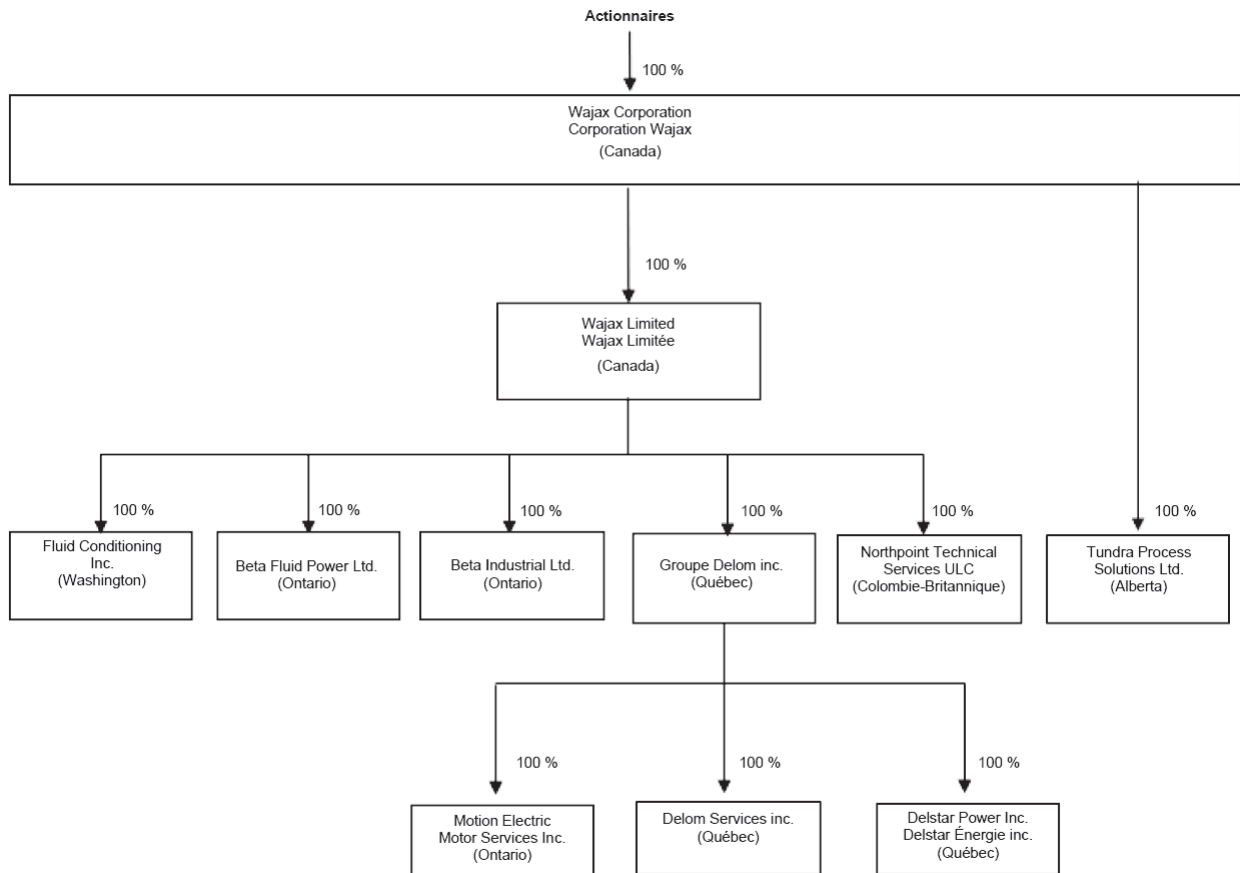 Actionnaires
100 %
Wajax Corporation
Corporation Wajax
(Canada)
100 %
Wajax Limited
Wajax Limitée
(Canada)
100 %
100 %
100 %
100 %
100 %
100 %
Fluid Conditioning
Inc.
(Washington)
Beta Fluid Power Ltd.
(Ontario)
Beta Industrial Ltd.
(Ontario)
Groupe Delom inc.
(Québec)
Northpoint Technical
Services ULC
(Colombie-Britannique)
Tundra Process
Solutions Ltd.
(Alberta)
100 %
100 %
100 %
Motion Electric
Motor Services Inc.
(Ontario)
Delom Services inc.
(Québec)
Delstar Power Inc.
Delstar Énergie inc.
(Québec)